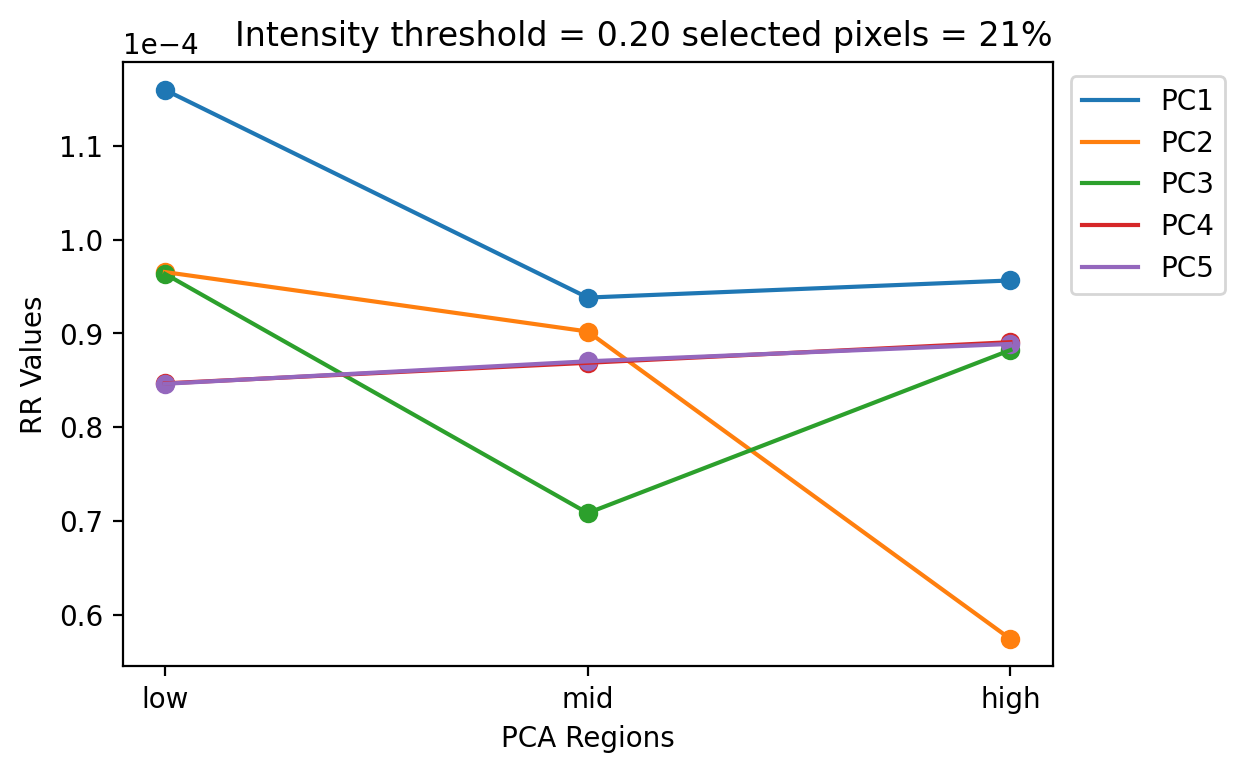 Intensity threshold = 0.20 selected pixels = 21%
1e−4
1.1
1.0
0.9
0.8
0.7
0.6
RR Values
low
mid
high
PCA Regions
PC1
PC2
PC3
PC4
PC5